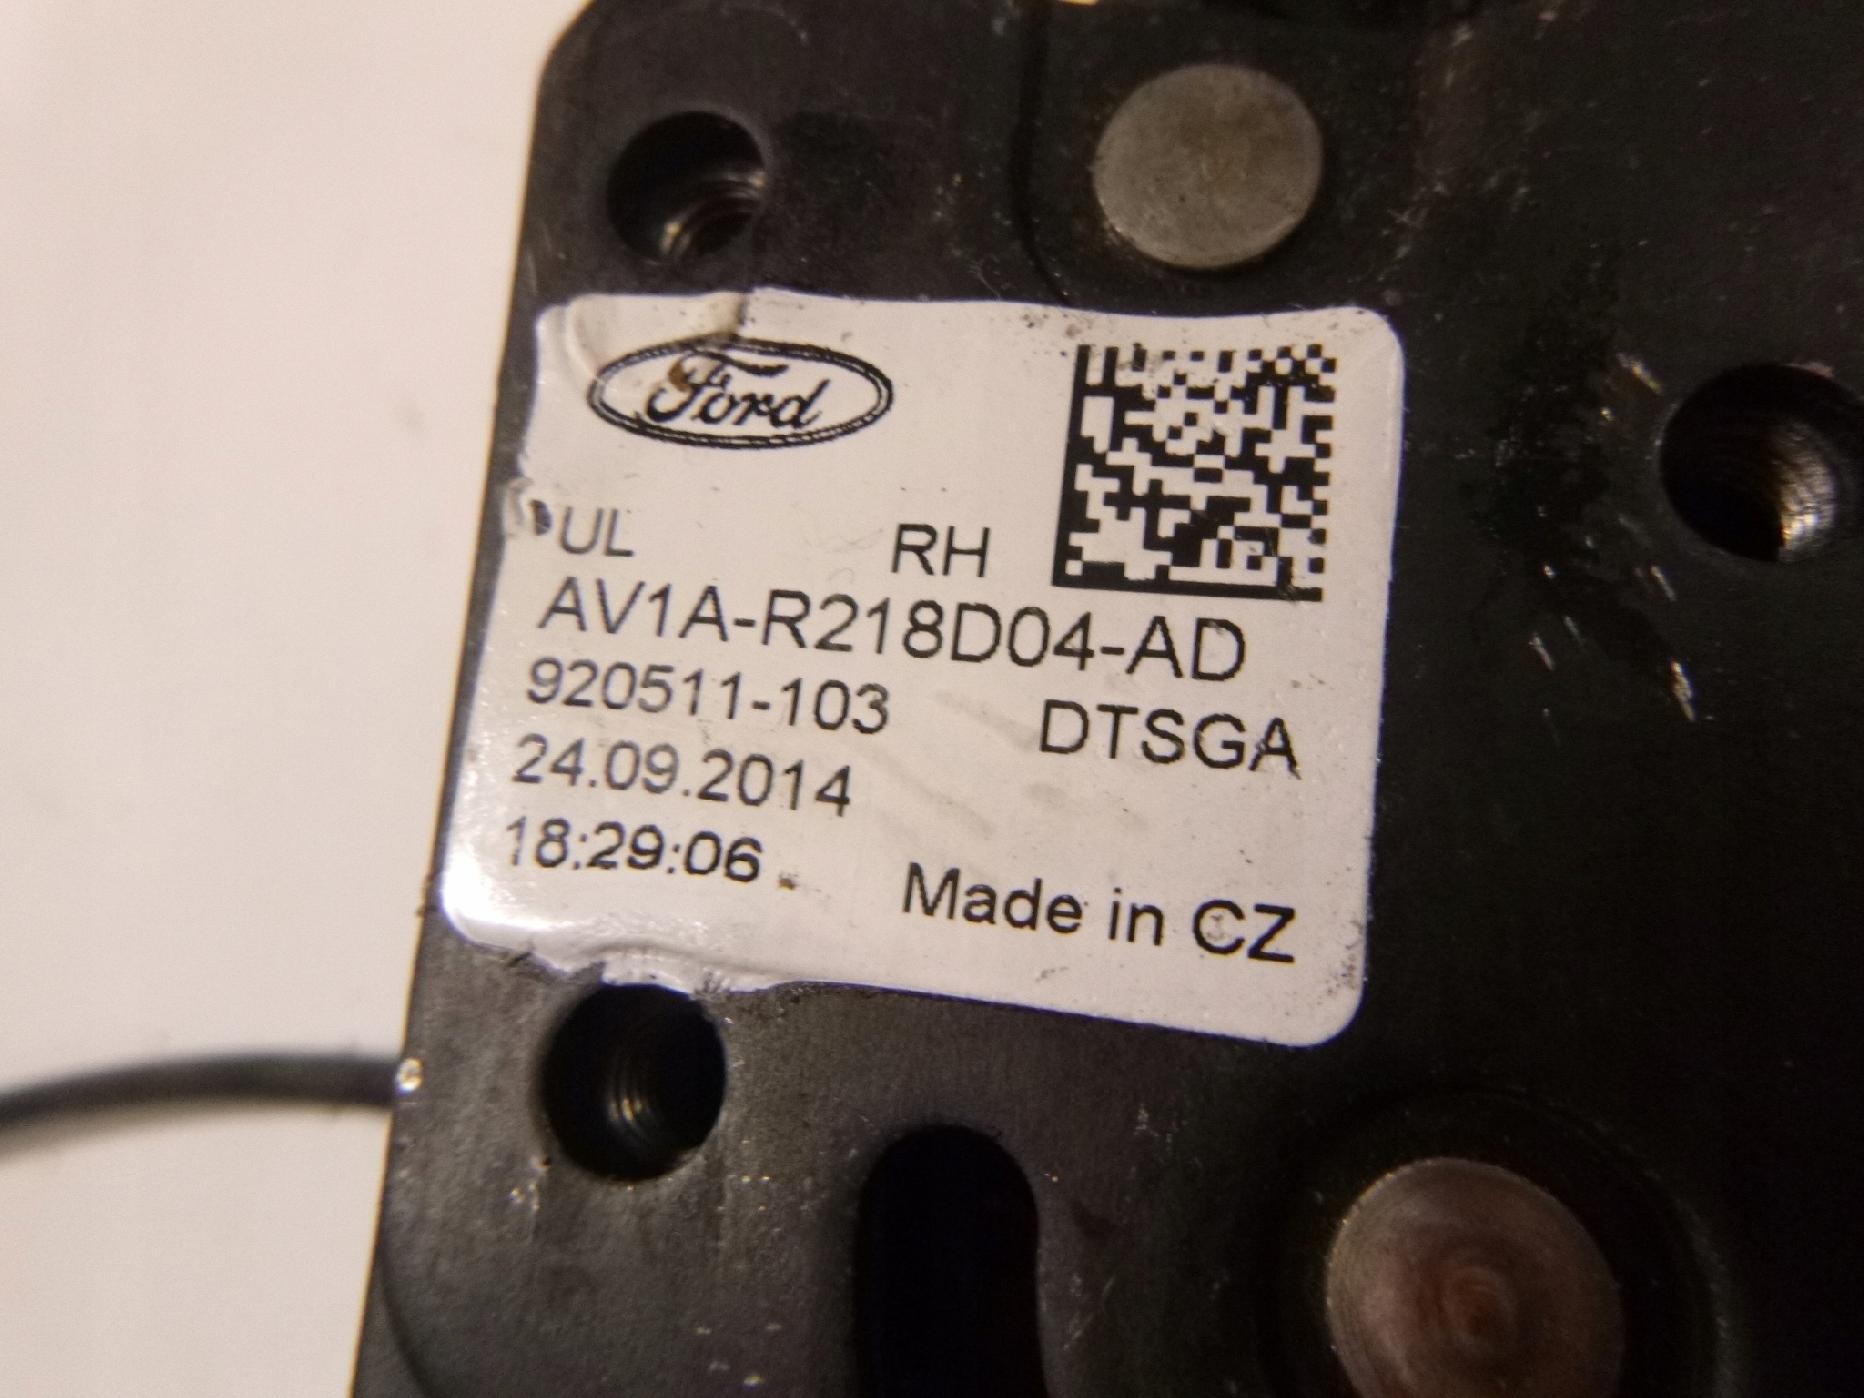 Ford
UL RH
AV1A-R218D04-AD
920511-103 DTSGA
24.09.2014
18:29:06
Made in CZ